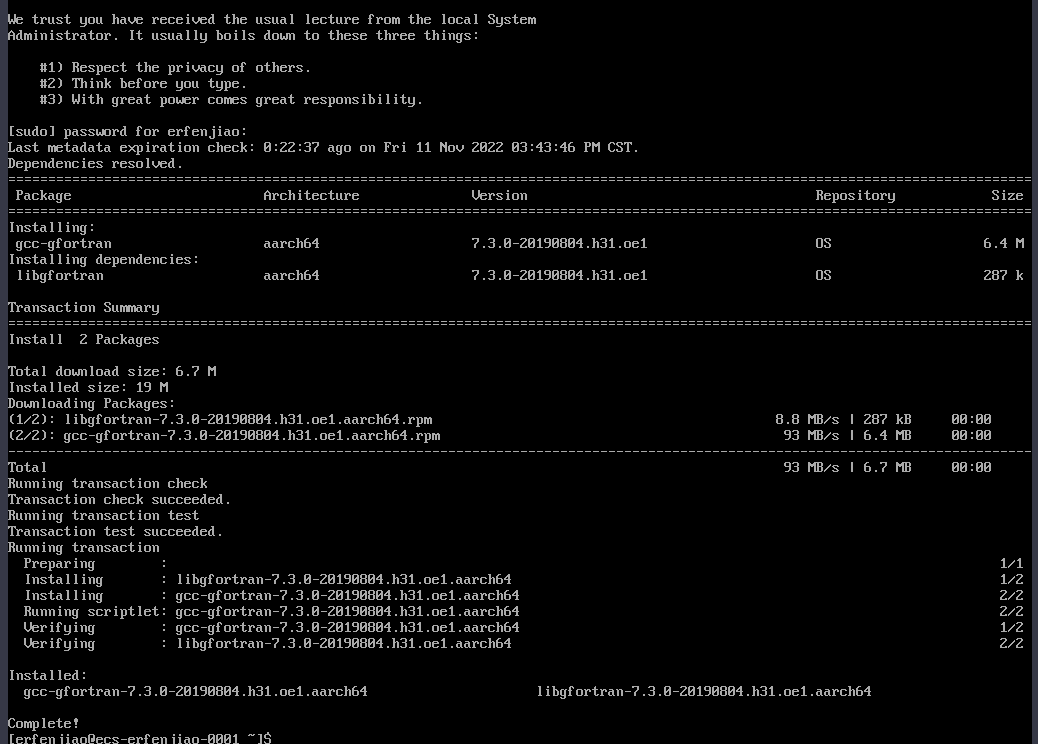 We trust you have received the usual lecture from the local System
Administrator. It usually boils down to these three things:
#1) Respect the privacy of others.
#2) Think before you type.
#3) With great power comes great responsibility.
[sudo] password for erfenjiao:
Last metadata expiration check: 0:22:37 ago on Fri 11 Nov 2022 03:43:46 PM CST.
Dependencies resolved.
================================================================================
Package Architecture Version Repository Size
================================================================================
Installing:
gcc-gfortran aarch64 7.3.0-20190804.h31.oe1 OS 6.4 M
Installing dependencies:
libgfortran aarch64 7.3.0-20190804.h31.oe1 OS 287 k
Transaction Summary
================================================================================
Install 2 Packages
Total download size: 6.7 M
Installed size: 19 M
Downloading Packages:
(1/2): libgfortran-7.3.0-20190804.h31.oe1.aarch64.rpm 8.8 MB/s | 287 kB 00:00
(2/2): gcc-gfortran-7.3.0-20190804.h31.oe1.aarch64.rpm 93 MB/s | 6.4 MB 00:00
--------------------------------------------------------------------------------
Total 93 MB/s | 6.7 MB 00:00
Running transaction check
Transaction check succeeded.
Running transaction test
Transaction test succeeded.
Running transaction
Preparing : 1/1
Installing : libgfortran-7.3.0-20190804.h31.oe1.aarch64 1/2
Installing : gcc-gfortran-7.3.0-20190804.h31.oe1.aarch64 2/2
Running scriptlet: gcc-gfortran-7.3.0-20190804.h31.oe1.aarch64 2/2
Verifying : gcc-gfortran-7.3.0-20190804.h31.oe1.aarch64 1/2
Verifying : libgfortran-7.3.0-20190804.h31.oe1.aarch64 2/2
Installed:
gcc-gfortran-7.3.0-20190804.h31.oe1.aarch64 libgfortran-7.3.0-20190804.h31.oe1.aarch64
Complete!
[erfenjiao@ecs-erfenjiao-0001 ~]$